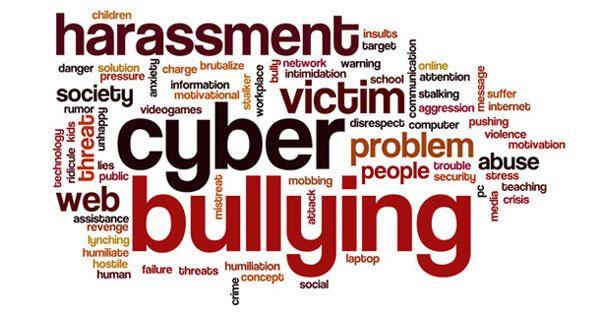 children
harassment
insults
target
danger
solution
pressure
anxiety
charge
brutalize
bully
network
intimidation
warning
school
communication
online
attention
message
suffer
internet
society
information
motivational
stalker
workplace
victim
stalking
aggression
pushing
rumor
videogames
disrespect
computer
violence
motivation
technology
ridicule
kids
threat
unhappy
cyber
problem
abuse
lies
public
people
trouble
security
stress
teaching
crisis
pc
media
web
mistreat
mobbing
attack
bullying
assistance
revenge
lynching
humiliate
hostile
human
failure
threats
humiliation
concept
crime
social
laptop